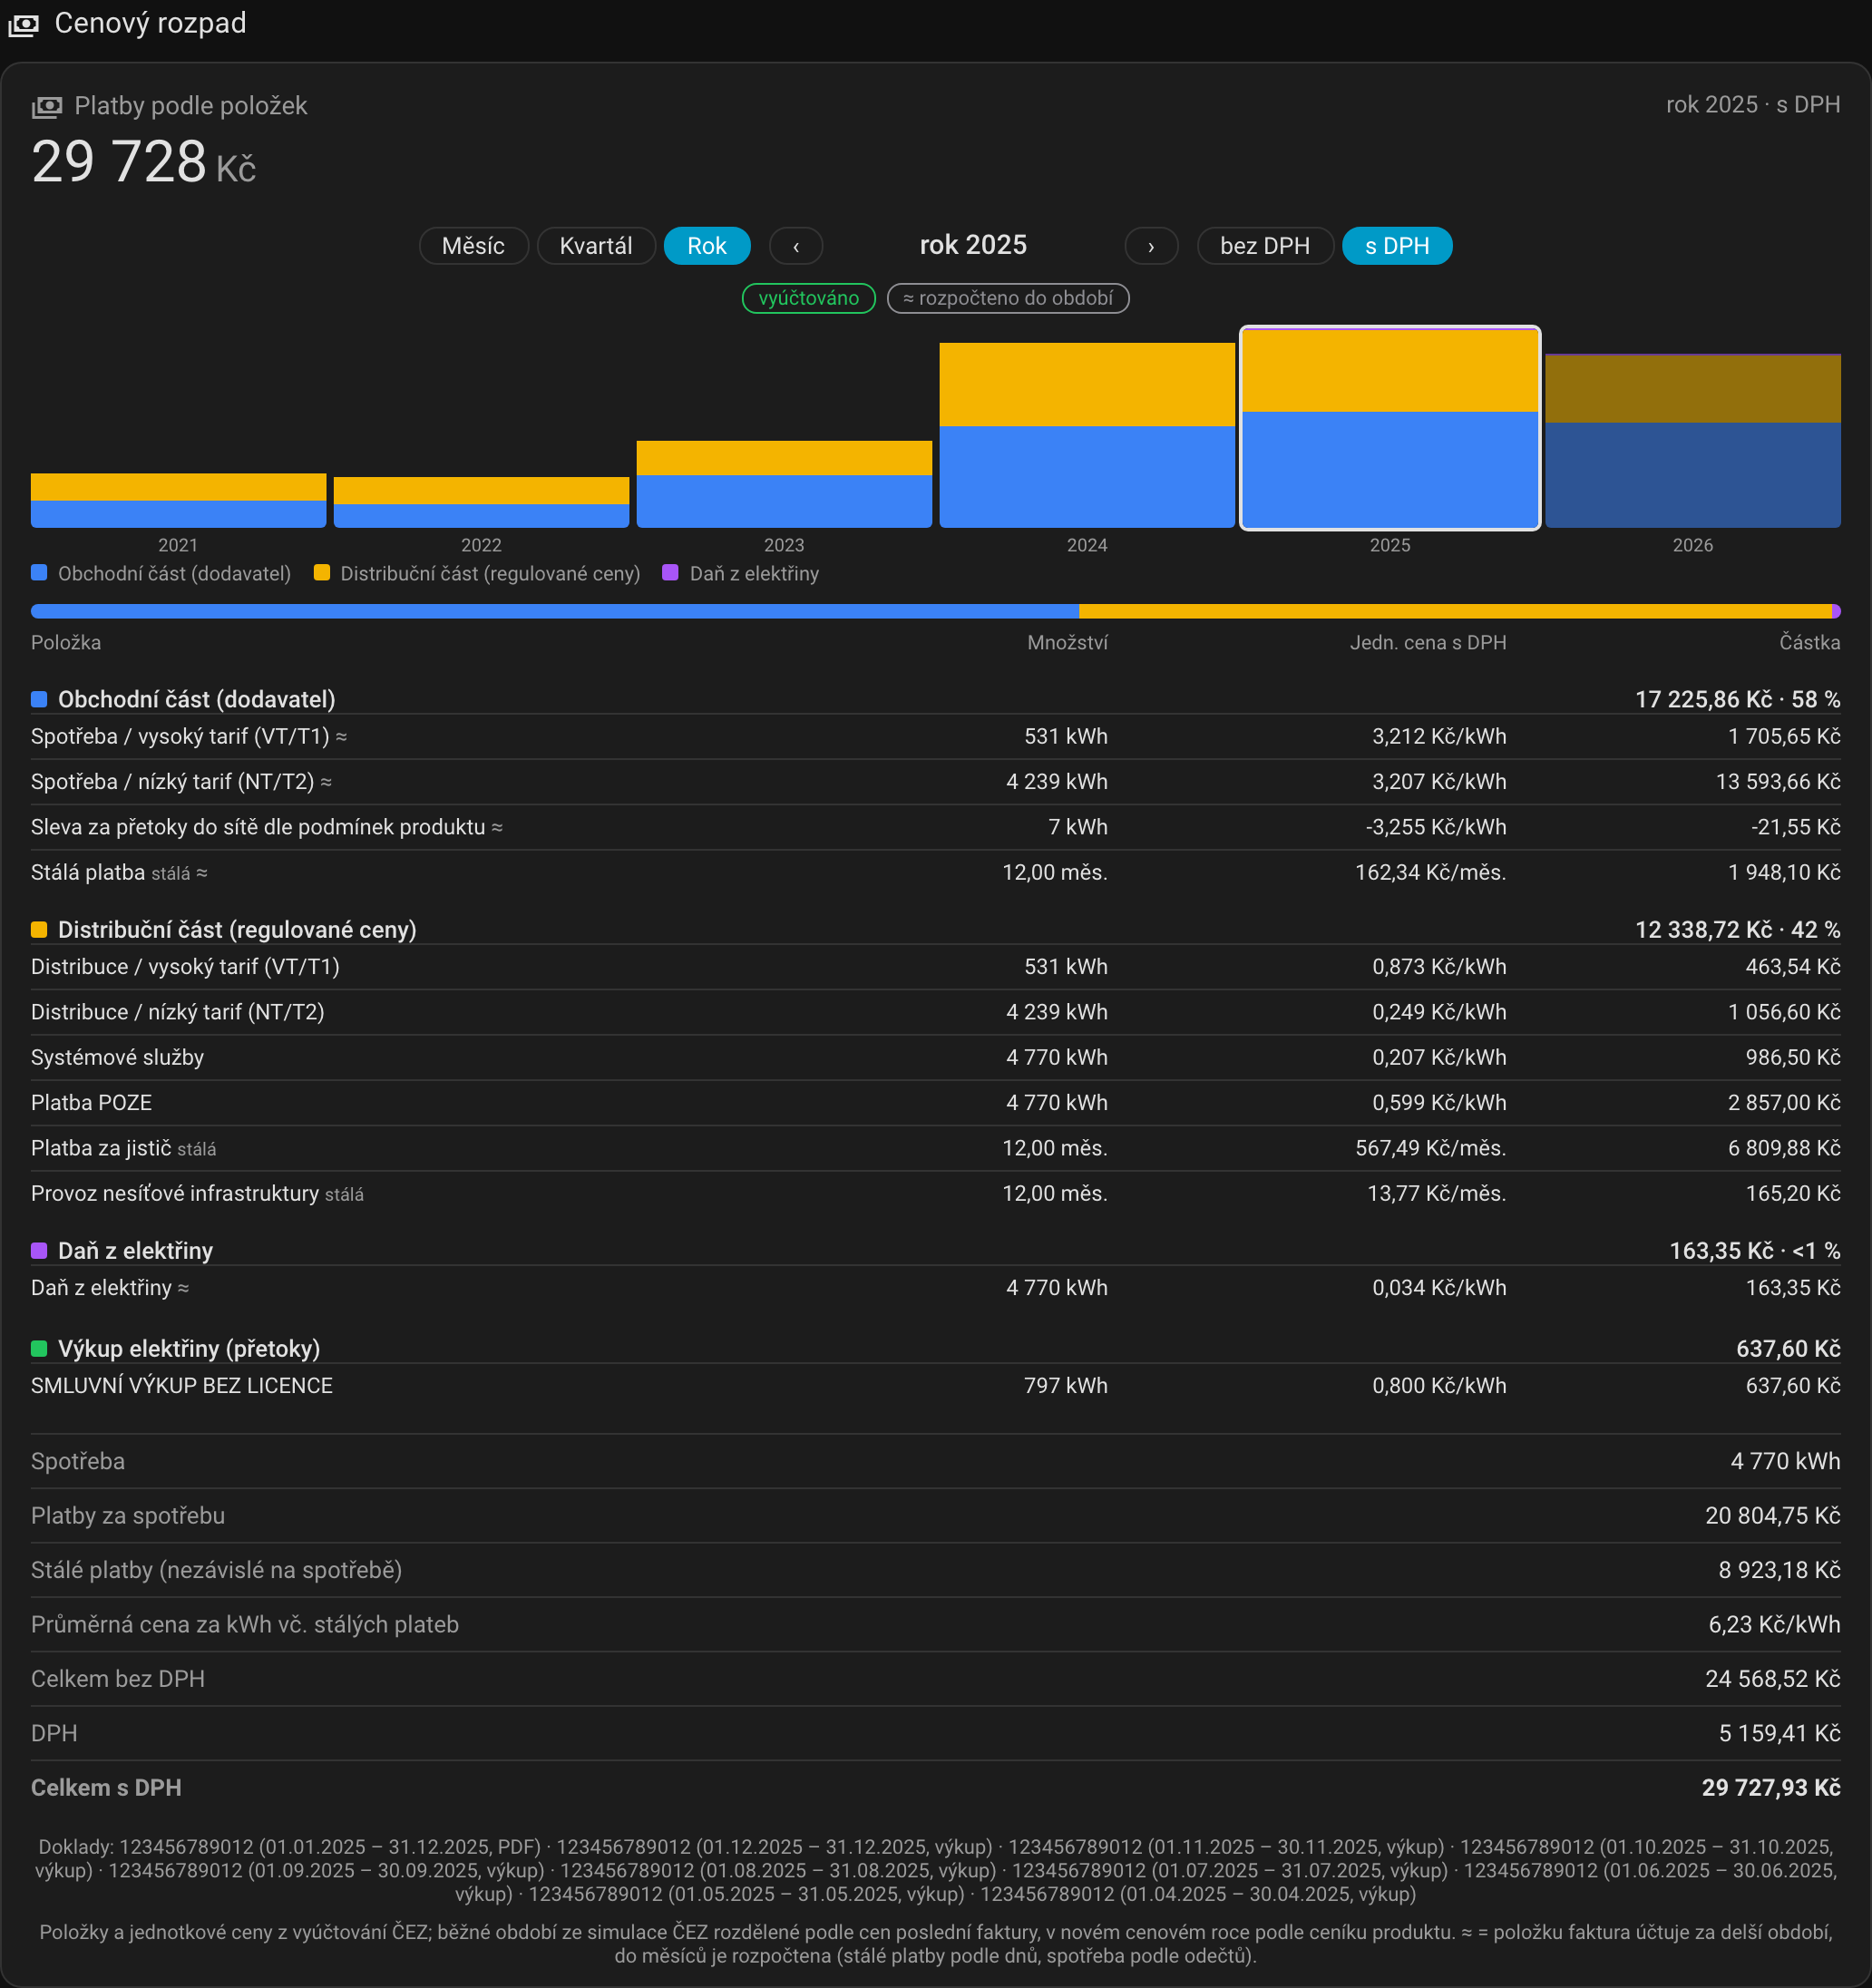 Cenový rozpad
Platby podle položek
rok 2025 · s DPH
29 728 Kč
Měsíc Kvartál Rok ‹ rok 2025 › bez DPH s DPH
vyúčtováno ≈ rozpočteno do období
2021 2022 2023 2024 2025 2026
Obchodní část (dodavatel) Distribuční část (regulované ceny) Daň z elektřiny
Položka Množství Jedn. cena s DPH Částka
Obchodní část (dodavatel) 17 225,86 Kč · 58 %
Spotřeba / vysoký tarif (VT/T1) ≈ 531 kWh 3,212 Kč/kWh 1 705,65 Kč
Spotřeba / nízký tarif (NT/T2) ≈ 4 239 kWh 3,207 Kč/kWh 13 593,66 Kč
Sleva za přetoky do sítě dle podmínek produktu ≈ 7 kWh -3,255 Kč/kWh -21,55 Kč
Stálá platba stálá ≈ 12,00 měs. 162,34 Kč/měs. 1 948,10 Kč
Distribuční část (regulované ceny) 12 338,72 Kč · 42 %
Distribuce / vysoký tarif (VT/T1) 531 kWh 0,873 Kč/kWh 463,54 Kč
Distribuce / nízký tarif (NT/T2) 4 239 kWh 0,249 Kč/kWh 1 056,60 Kč
Systémové služby 4 770 kWh 0,207 Kč/kWh 986,50 Kč
Platba POZE 4 770 kWh 0,599 Kč/kWh 2 857,00 Kč
Platba za jistič stálá 12,00 měs. 567,49 Kč/měs. 6 809,88 Kč
Provoz nesíťové infrastruktury stálá 12,00 měs. 13,77 Kč/měs. 165,20 Kč
Daň z elektřiny 163,35 Kč · <1 %
Daň z elektřiny ≈ 4 770 kWh 0,034 Kč/kWh 163,35 Kč
Výkup elektřiny (přetoky) 637,60 Kč
SMLUVNÍ VÝKUP BEZ LICENCE 797 kWh 0,800 Kč/kWh 637,60 Kč
Spotřeba 4 770 kWh
Platby za spotřebu 20 804,75 Kč
Stálé platby (nezávislé na spotřebě) 8 923,18 Kč
Průměrná cena za kWh vč. stálých plateb 6,23 Kč/kWh
Celkem bez DPH 24 568,52 Kč
DPH 5 159,41 Kč
Celkem s DPH 29 727,93 Kč
Doklady: 123456789012 (01.01.2025 – 31.12.2025, PDF) · 123456789012 (01.12.2025 – 31.12.2025, výkup) · 123456789012 (01.11.2025 – 30.11.2025, výkup) · 123456789012 (01.10.2025 – 31.10.2025,
výkup) · 123456789012 (01.09.2025 – 30.09.2025, výkup) · 123456789012 (01.08.2025 – 31.08.2025, výkup) · 123456789012 (01.07.2025 – 31.07.2025, výkup) · 123456789012 (01.06.2025 – 30.06.2025,
výkup) · 123456789012 (01.05.2025 – 31.05.2025, výkup) · 123456789012 (01.04.2025 – 30.04.2025, výkup)
Položky a jednotkové ceny z vyúčtování ČEZ; běžné období ze simulace ČEZ rozdělené podle cen poslední faktury, v novém cenovém roce podle ceníku produktu. ≈ = položku faktura účtuje za delší období,
do měsíců je rozpočtena (stálé platby podle dnů, spotřeba podle odečtů).